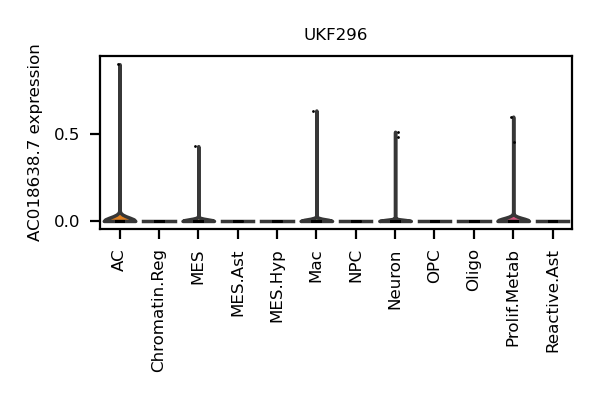 UKF296
AC018638.7 expression
0.5
0.0
AC
Chromatin.Reg
MES
MES.Ast
MES.Hyp
Mac
NPC
Neuron
OPC
Oligo
Prolif.Metab
Reactive.Ast